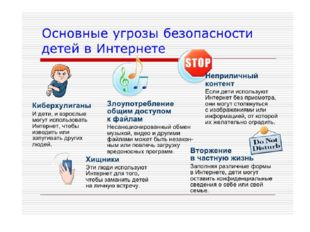 Основные угрозы безопасности
детей в Интернете
STOP
Неприличный
контент
Если дети используют
Интернет без присмотра,
они могут столкнуться
с изображениями или
информацией, от которой
их желательно оградить.
Киберхулиганы
И дети, и взрослые
могут использовать
Интернет, чтобы
изводить или
запугивать других
людей.
Злоупотребление
общим доступом
к файлам
Несанкционированный обмен
музыкой, видео и другими
файлами может быть незакон-
ным или повлечь загрузку
вредоносных программ.
Хищники
Эти люди используют
Интернет для того,
чтобы заманить детей
на личную встречу.
Do Not
Disturb
Вторжение
в частную жизнь
Заполняя различные формы
в Интернете, дети могут
оставить конфиденциальные
сведения о себе или своей
семье.